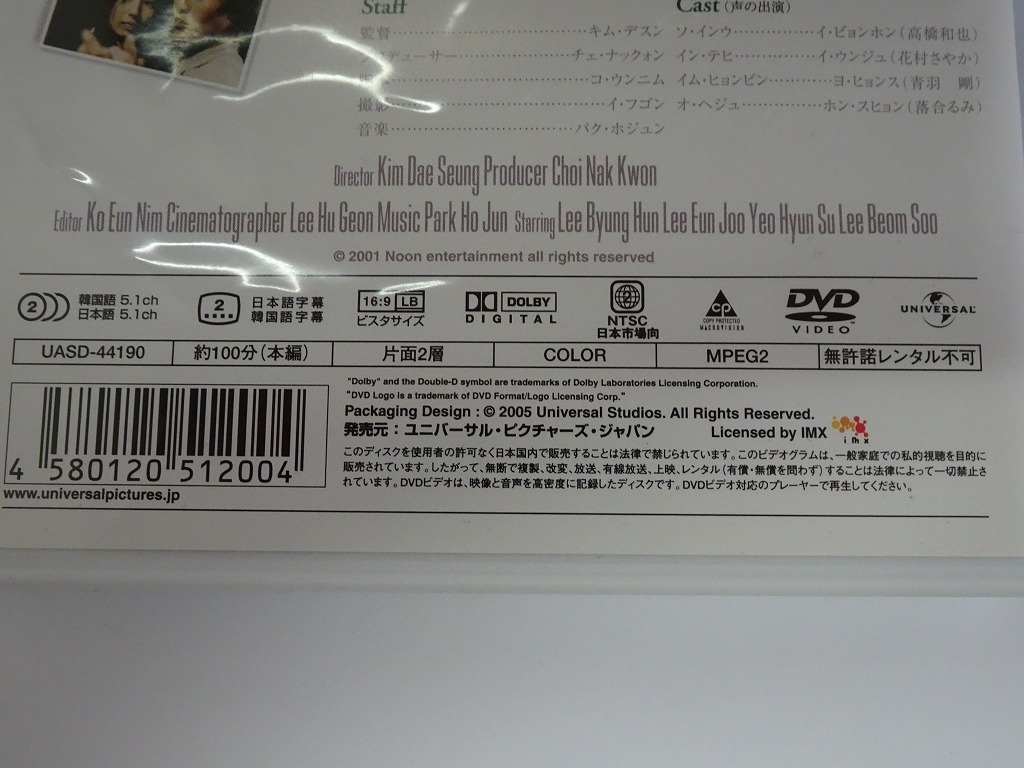 Staff
監督………キム・デスン
デューサー………チェ・ナックォン
コ・ウンニム
撮影………イ・フゴン
音楽………パク・ホジュン
Cast（声の出演）
ソ・インウ………イ・ビョンホン（高橋和也）
イン・テヒ………イ・ウンジュ（花村さやか）
イム・ヒョンビン………ヨ・ヒョンス（青羽 剛）
オ・ヘジュ………ホン・スヒョン（落合るみ）
Director Kim Dae Seung Producer Choi Nak Kwon
Editor Ko Eun Nim Cinematographer Lee Hu Geon Music Park Ho Jun Starring Lee Byung Hun Lee Eun Joo Yeo Hyun Su Lee Beom Soo
© 2001 Noon entertainment all rights reserved
2 韓国語 5.1ch
日本語 5.1ch
2 日本語字幕
韓国語字幕
16:9 LB
ビスタサイズ
DOLBY
DIGITAL
2
NTSC
日本市場向
CP
COPY PROTECTED
MACROVISION
DVD
VIDEO™
UNIVERSAL
UASD-44190 約100分（本編） 片面2層 COLOR MPEG2 無許諾レンタル不可
4 580120 512004
www.universalpictures.jp
"Dolby" and the Double-D symbol are trademarks of Dolby Laboratories Licensing Corporation.
"DVD Logo is a trademark of DVD Format/Logo Licensing Corp."
Packaging Design : © 2005 Universal Studios. All Rights Reserved.
発売元：ユニバーサル・ピクチャーズ・ジャパン Licensed by IMX
imx
このディスクを使用者の許可なく日本国内で販売することは法律で禁じられています。このビデオグラムは、一般家庭での私的視聴を目的に
販売されています。したがって、無断で複製、改変、放送、有線放送、上映、レンタル（有償・無償を問わず）することは法律によって一切禁止さ
れています。DVDビデオは、映像と音声を高密度に記録したディスクです。DVDビデオ対応のプレーヤーで再生してください。